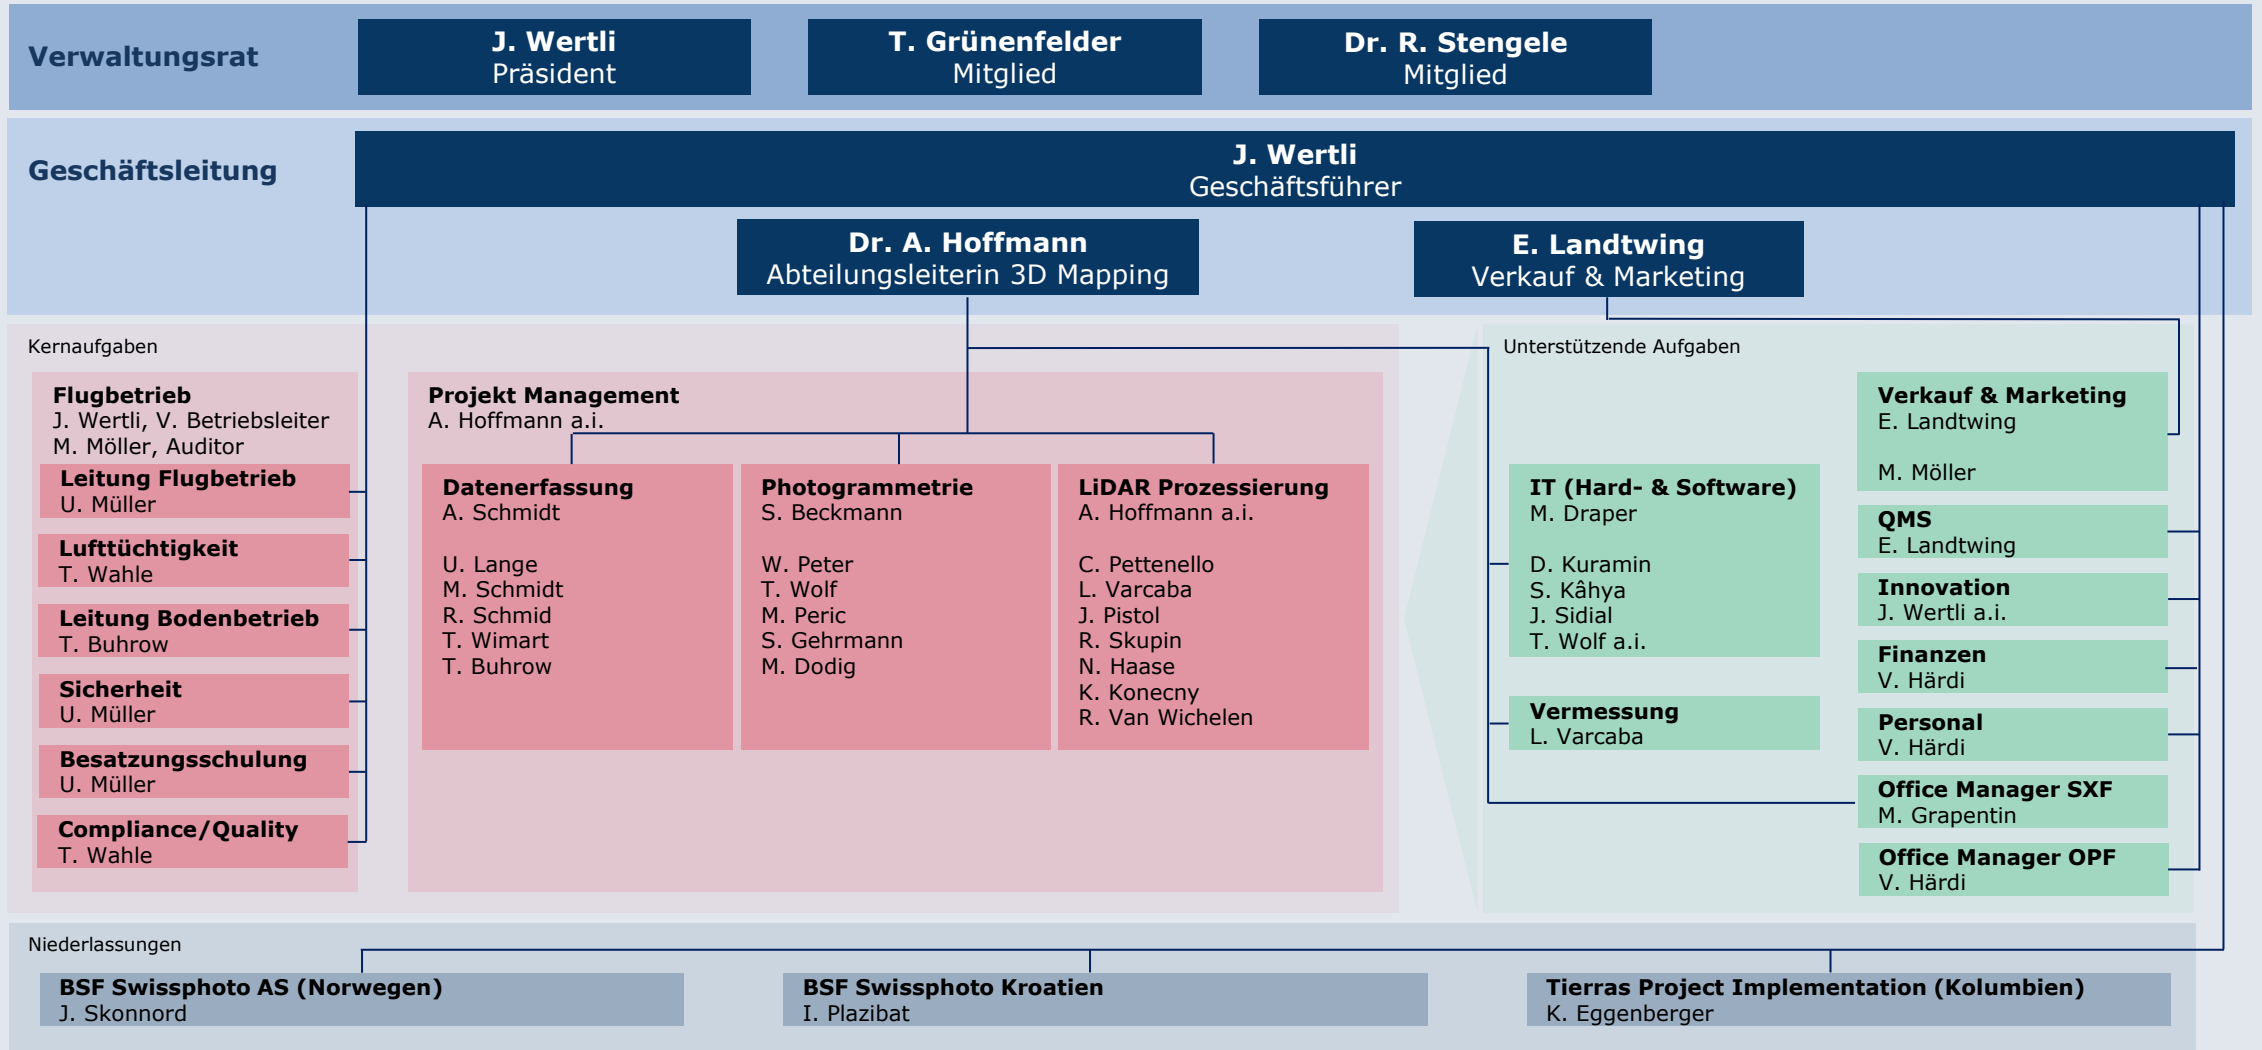 Verwaltungsrat
J. Wertli
Präsident
T. Grünenfelder
Mitglied
Dr. R. Stengele
Mitglied
Geschäftsleitung
J. Wertli
Geschäftsführer
Dr. A. Hoffmann
Abteilungsleiterin 3D Mapping
E. Landtwing
Verkauf & Marketing
Kernaufgaben
Flugbetrieb
J. Wertli, V. Betriebsleiter
M. Möller, Auditor
Leitung Flugbetrieb
U. Müller
Lufttüchtigkeit
T. Wahle
Leitung Bodenbetrieb
T. Buhrow
Sicherheit
U. Müller
Besatzungsschulung
U. Müller
Compliance/Quality
T. Wahle
Projekt Management
A. Hoffmann a.i.
Datenerfassung
A. Schmidt
U. Lange
M. Schmidt
R. Schmid
T. Wimart
T. Buhrow
Photogrammetrie
S. Beckmann
W. Peter
T. Wolf
M. Peric
S. Gehrmann
M. Dodig
LiDAR Prozessierung
A. Hoffmann a.i.
C. Pettenello
L. Varcaba
J. Pistol
R. Skupin
N. Haase
K. Konecny
R. Van Wichelen
Unterstützende Aufgaben
IT (Hard- & Software)
M. Draper
D. Kuramin
S. Kâhya
J. Sidial
T. Wolf a.i.
Vermessung
L. Varcaba
Verkauf & Marketing
E. Landtwing
M. Möller
QMS
E. Landtwing
Innovation
J. Wertli a.i.
Finanzen
V. Härdi
Personal
V. Härdi
Office Manager SXF
M. Grapentin
Office Manager OPF
V. Härdi
Niederlassungen
BSF Swissphoto AS (Norwegen)
J. Skonnord
BSF Swissphoto Kroatien
I. Plazibat
Tierras Project Implementation (Kolumbien)
K. Eggenberger